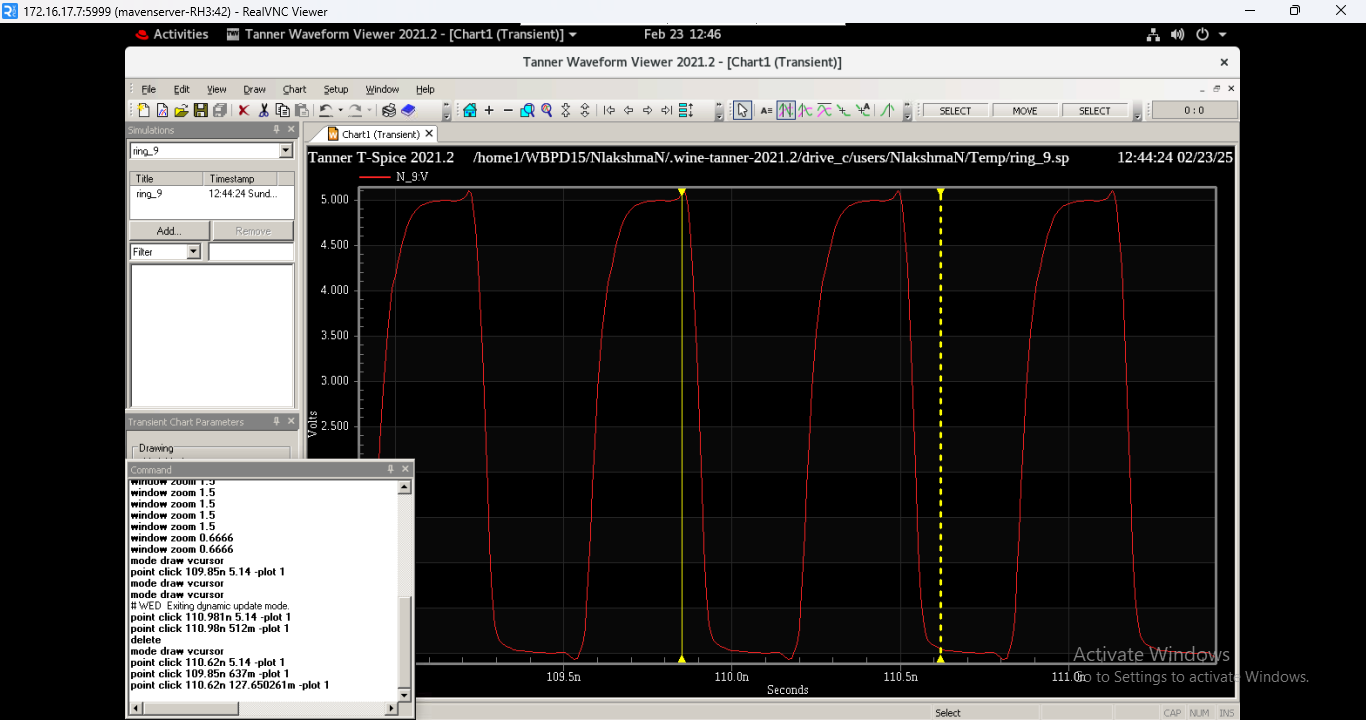 172.16.17.7:5999 (mavenserver-RH3:42) - RealVNC Viewer
Activities Tanner Waveform Viewer 2021.2 - [Chart1 (Transient)] Feb 23 12:46
Tanner Waveform Viewer 2021.2 - [Chart1 (Transient)]
File Edit View Draw Chart Setup Window Help
SELECT MOVE SELECT 0 : 0
Simulations
Chart1 (Transient)
ring_9
Tanner T-Spice 2021.2 /home1/WBPD15/NlakshmaN/.wine-tanner-2021.2/drive_c/users/NlakshmaN/Temp/ring_9.sp 12:44:24 02/23/25
N_9:V
Title Timestamp
ring_9 12:44:24 Sund...
Add... Remove
Filter
5.000
4.500
4.000
3.500
3.000
2.500
Volts
Transient Chart Parameters
Drawing
Command
window zoom 1.5
window zoom 1.5
window zoom 1.5
window zoom 1.5
window zoom 1.5
window zoom 0.6666
window zoom 0.6666
mode draw vcursor
point click 109.85n 5.14 -plot 1
mode draw vcursor
mode draw vcursor
# WED Exiting dynamic update mode.
point click 110.981n 5.14 -plot 1
point click 110.98n 512m -plot 1
delete
mode draw vcursor
point click 110.62n 5.14 -plot 1
point click 109.85n 637m -plot 1
point click 110.62n 127.650261m -plot 1
109.5n 110.0n 110.5n 111.0n
Seconds
Activate Windows
Go to Settings to activate Windows.
Select CAP NUM INS